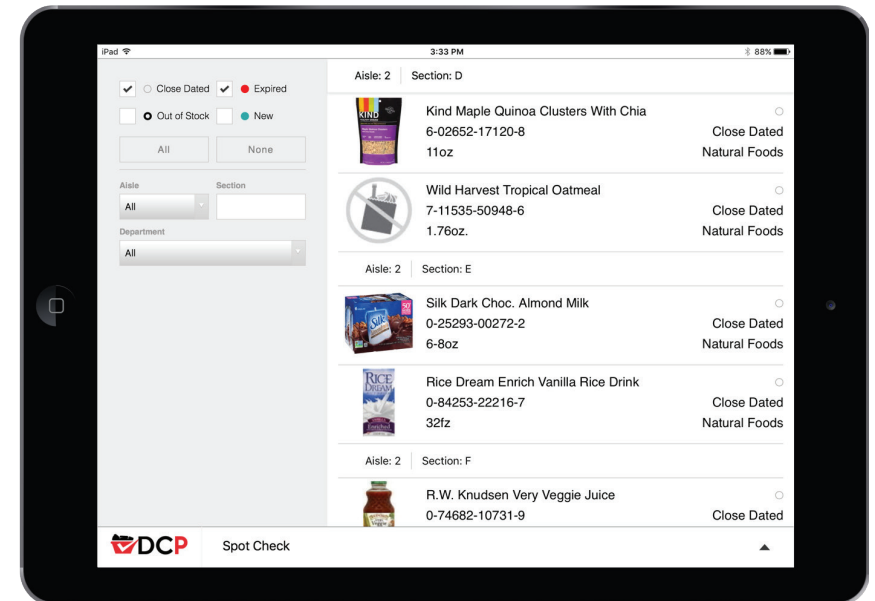 iPad
3:33 PM
88%
Close Dated
Expired
Out of Stock
New
All
None
Aisle
Section
All
Department
All
Aisle: 2
Section: D
KIND
Kind Maple Quinoa Clusters With Chia
6-02652-17120-8
Close Dated
11oz
Natural Foods
Wild Harvest Tropical Oatmeal
7-11535-50948-6
Close Dated
1.76oz.
Natural Foods
Aisle: 2
Section: E
Silk
Silk Dark Choc. Almond Milk
0-25293-00272-2
Close Dated
6-8oz
Natural Foods
RICE
DREAM
Enriched
Rice Dream Enrich Vanilla Rice Drink
0-84253-22216-7
Close Dated
32fz
Natural Foods
Aisle: 2
Section: F
R.W. Knudsen Very Veggie Juice
0-74682-10731-9
Close Dated
DCP
Spot Check